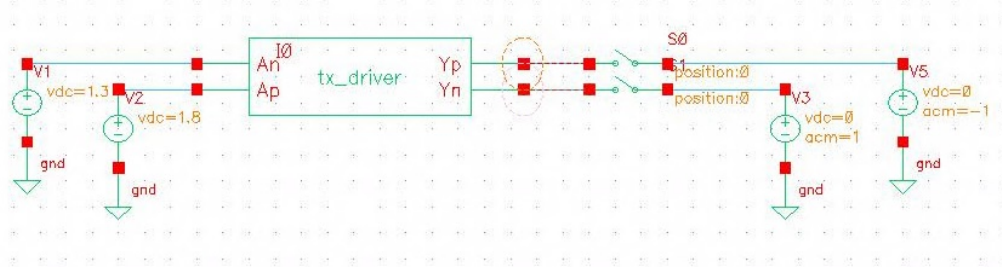 S0
I0
V1
An
tx_driver
Yp
S1
position:0
V5
vdc=1.3
V2
Ap
Yn
position:0
V3
vdc=0
acm=-1
vdc=1.8
vdc=0
acm=1
gnd
gnd
gnd
gnd